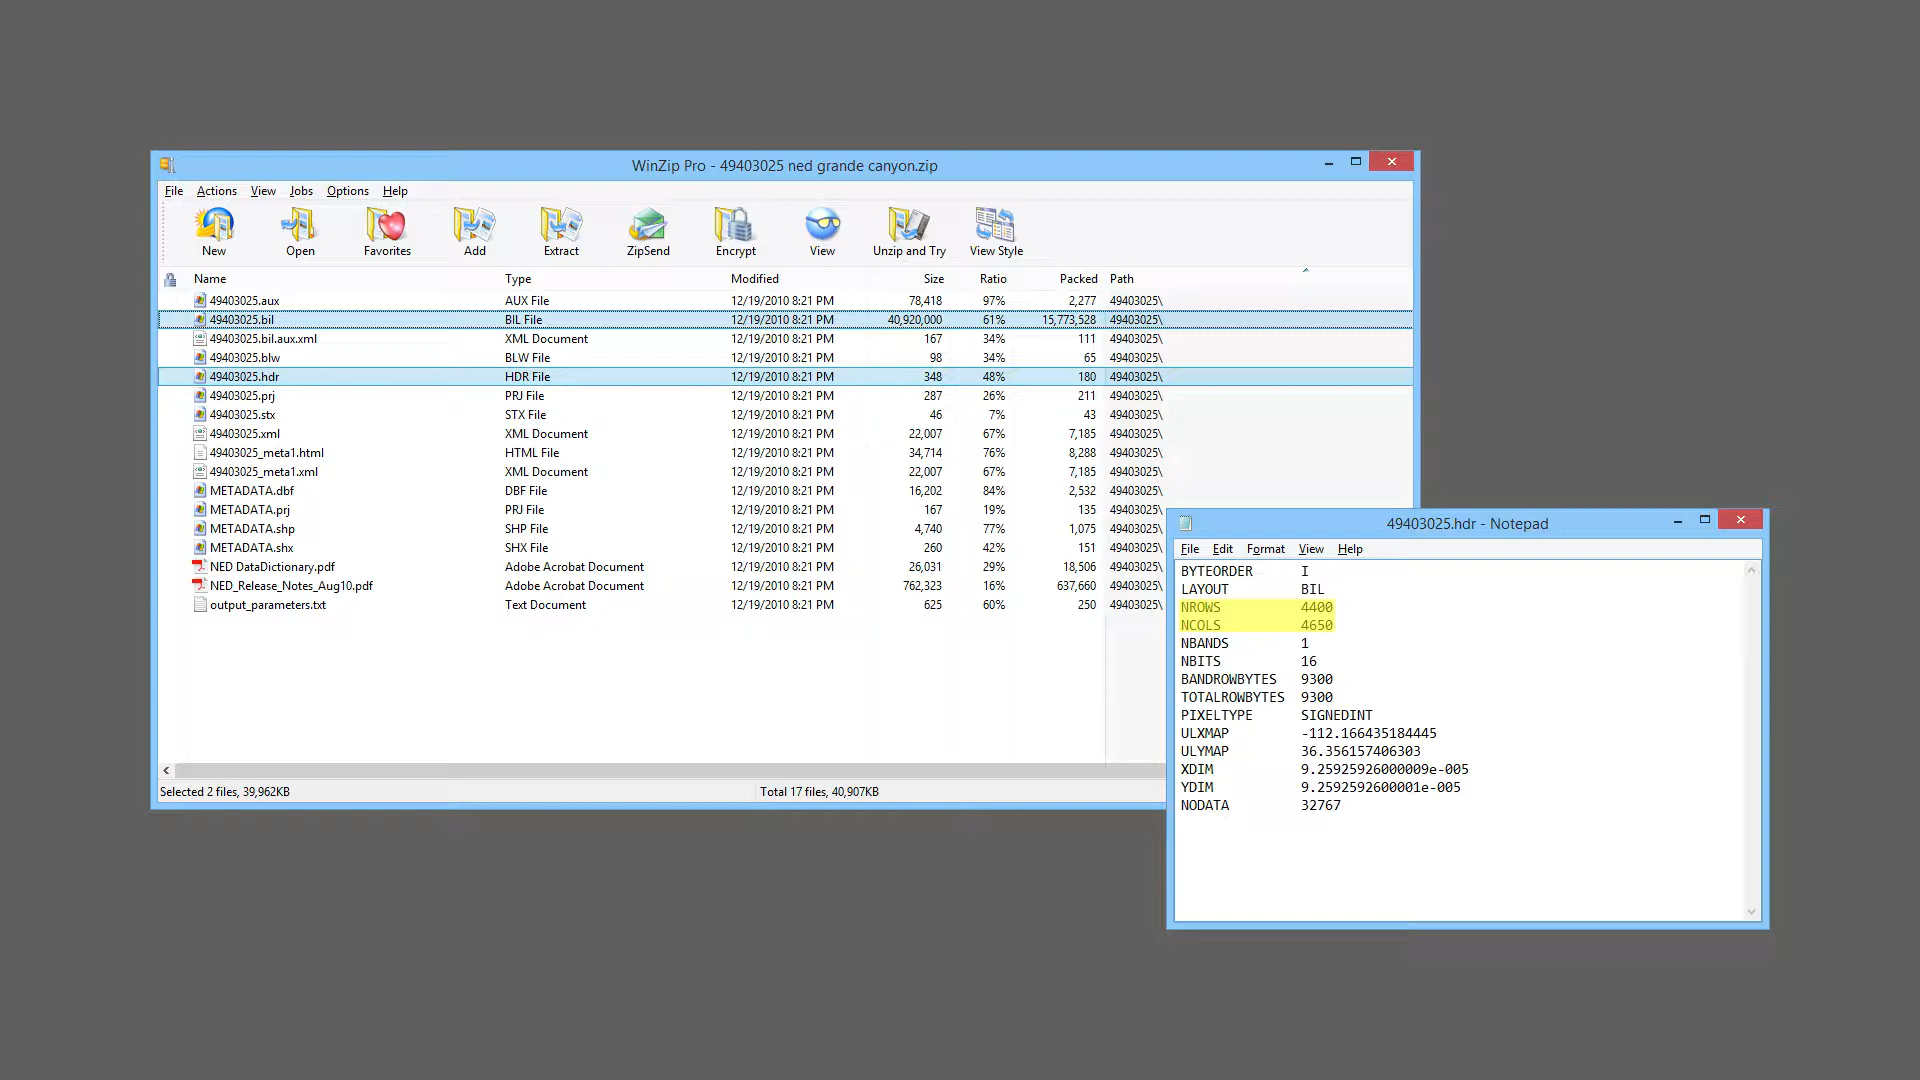 WinZip Pro - 49403025 ned grande canyon.zip
File Actions View Jobs Options Help
New Open Favorites Add Extract ZipSend Encrypt View Unzip and Try View Style
Name Type Modified Size Ratio Packed Path
49403025.aux AUX File 12/19/2010 8:21 PM 78,418 97% 2,277 49403025\
49403025.bil BIL File 12/19/2010 8:21 PM 40,920,000 61% 15,773,528 49403025\
49403025.bil.aux.xml XML Document 12/19/2010 8:21 PM 167 34% 111 49403025\
49403025.blw BLW File 12/19/2010 8:21 PM 98 34% 65 49403025\
49403025.hdr HDR File 12/19/2010 8:21 PM 348 48% 180 49403025\
49403025.prj PRJ File 12/19/2010 8:21 PM 287 26% 211 49403025\
49403025.stx STX File 12/19/2010 8:21 PM 46 7% 43 49403025\
49403025.xml XML Document 12/19/2010 8:21 PM 22,007 67% 7,185 49403025\
49403025_meta1.html HTML File 12/19/2010 8:21 PM 34,714 76% 8,288 49403025\
49403025_meta1.xml XML Document 12/19/2010 8:21 PM 22,007 67% 7,185 49403025\
METADATA.dbf DBF File 12/19/2010 8:21 PM 16,202 84% 2,532 49403025\
METADATA.prj PRJ File 12/19/2010 8:21 PM 167 19% 135 49403025\
METADATA.shp SHP File 12/19/2010 8:21 PM 4,740 77% 1,075 49403025\
METADATA.shx SHX File 12/19/2010 8:21 PM 260 42% 151 49403025\
NED DataDictionary.pdf Adobe Acrobat Document 12/19/2010 8:21 PM 26,031 29% 18,506 49403025\
NED_Release_Notes_Aug10.pdf Adobe Acrobat Document 12/19/2010 8:21 PM 762,323 16% 637,660 49403025\
output_parameters.txt Text Document 12/19/2010 8:21 PM 625 60% 250 49403025\
Selected 2 files, 39,962KB Total 17 files, 40,907KB
49403025.hdr - Notepad
File Edit Format View Help
BYTEORDER I
LAYOUT BIL
NROWS 4400
NCOLS 4650
NBANDS 1
NBITS 16
BANDROWBYTES 9300
TOTALROWBYTES 9300
PIXELTYPE SIGNEDINT
ULXMAP -112.166435184445
ULYMAP 36.356157406303
XDIM 9.25925926000009e-005
YDIM 9.2592592600001e-005
NODATA 32767